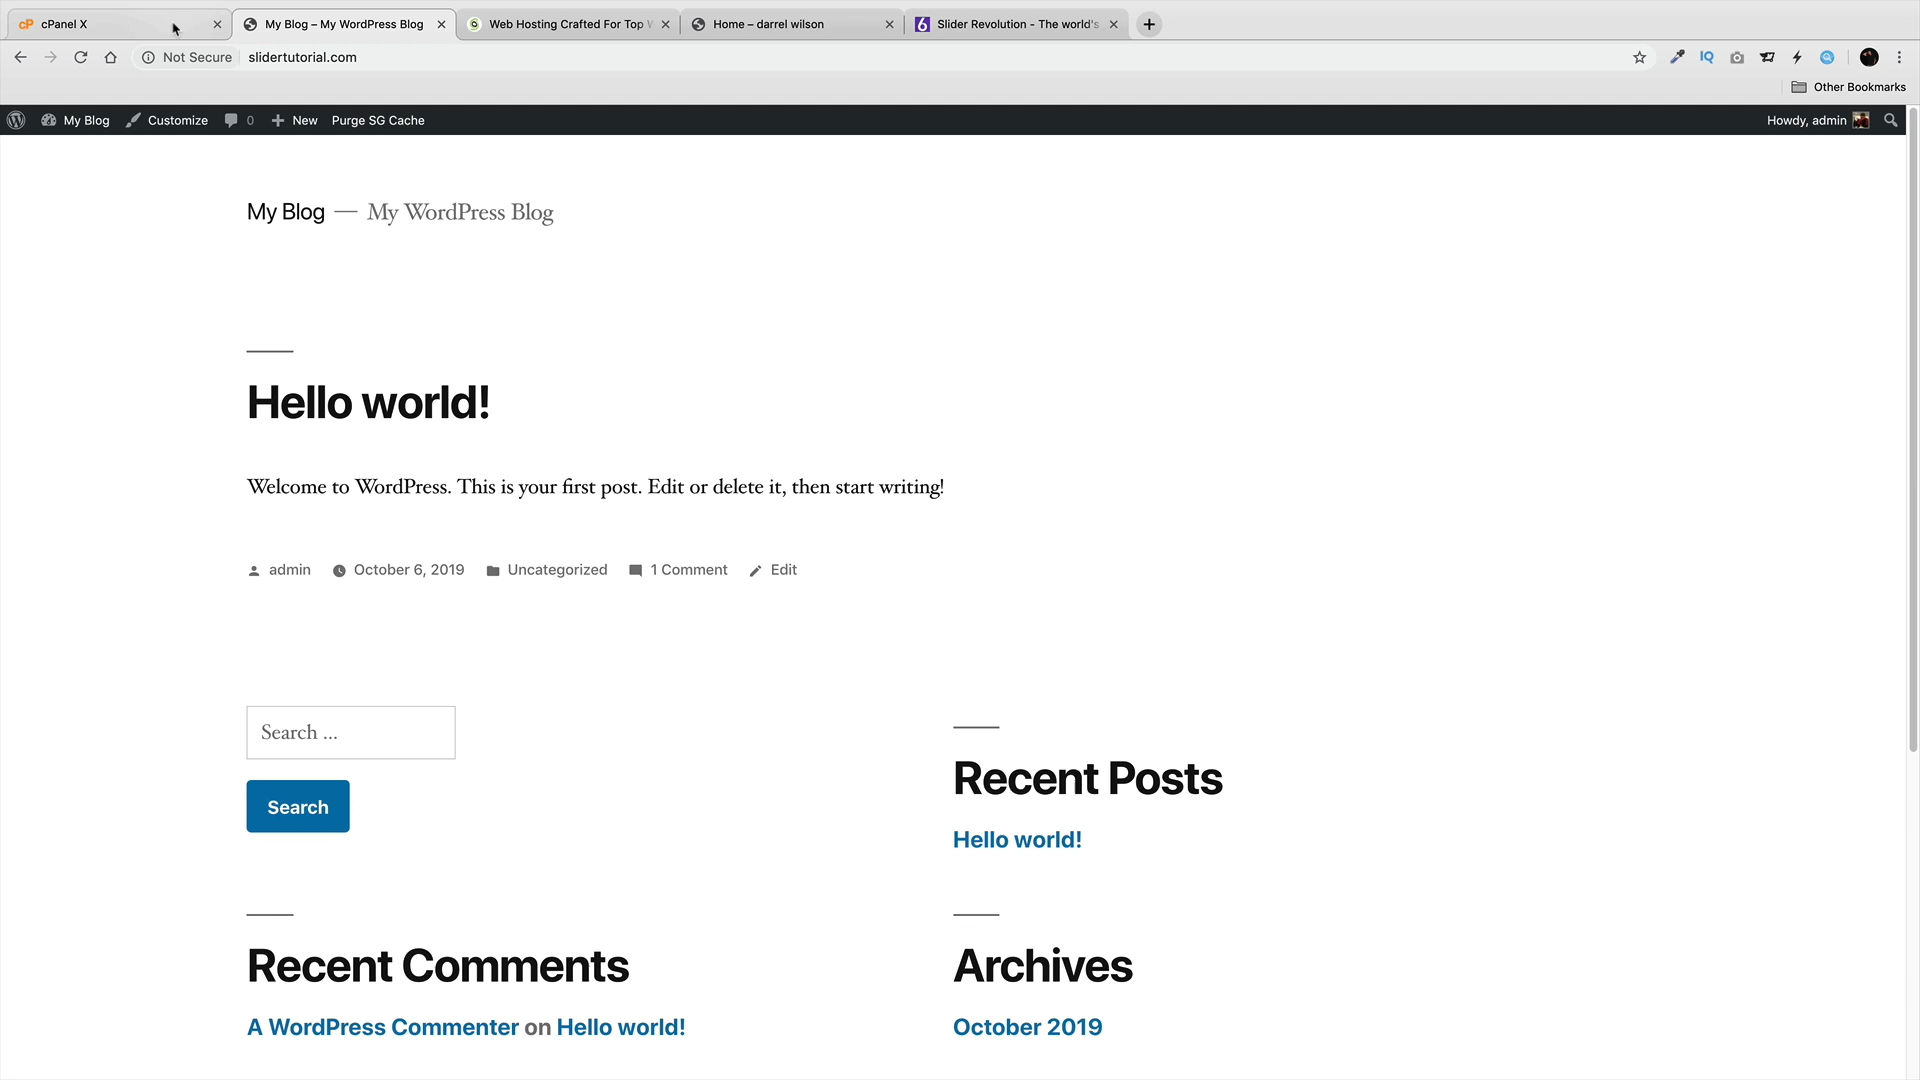 cP cPanel X
My Blog – My WordPress Blog
Web Hosting Crafted For Top
Home – darrel wilson
6 Slider Revolution - The world's
Not Secure slidertutorial.com
IQ
Other Bookmarks
My Blog Customize 0 New Purge SG Cache Howdy, admin
My Blog — My WordPress Blog
Hello world!
Welcome to WordPress. This is your first post. Edit or delete it, then start writing!
admin October 6, 2019 Uncategorized 1 Comment Edit
Search ...
Search
Recent Posts
Hello world!
Recent Comments
A WordPress Commenter on Hello world!
Archives
October 2019